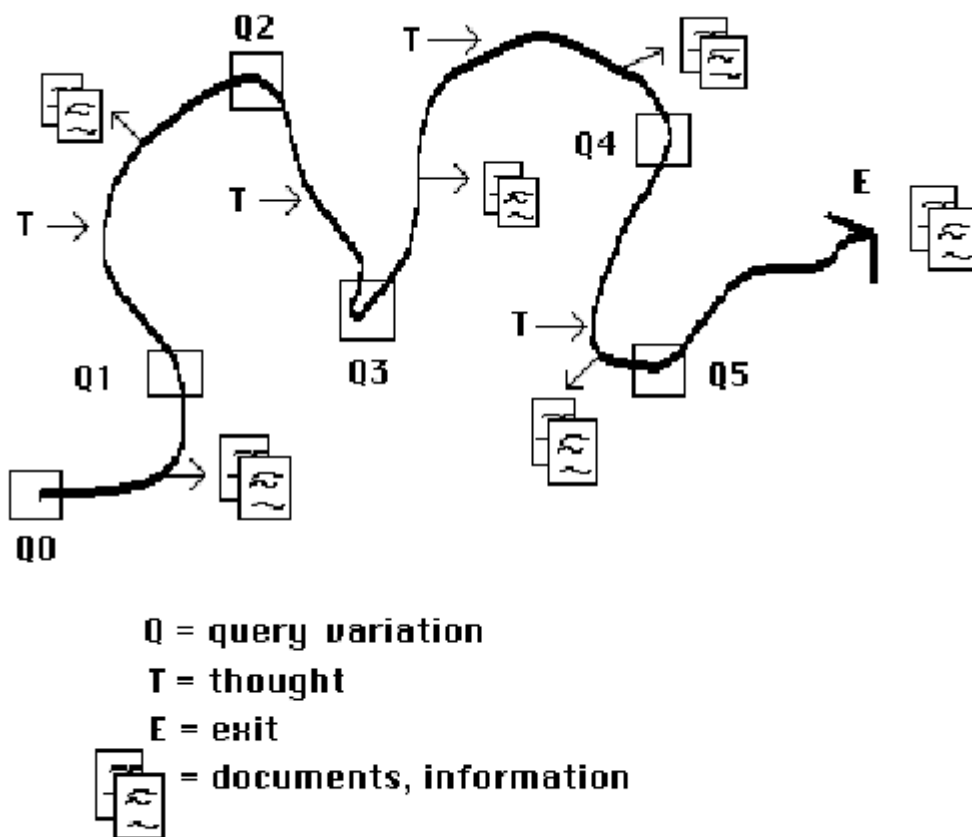 Q2
T
T
Q4
E
T
Q1
Q3
T
Q5
Q0
Q = query variation
T = thought
E = exit
= documents, information